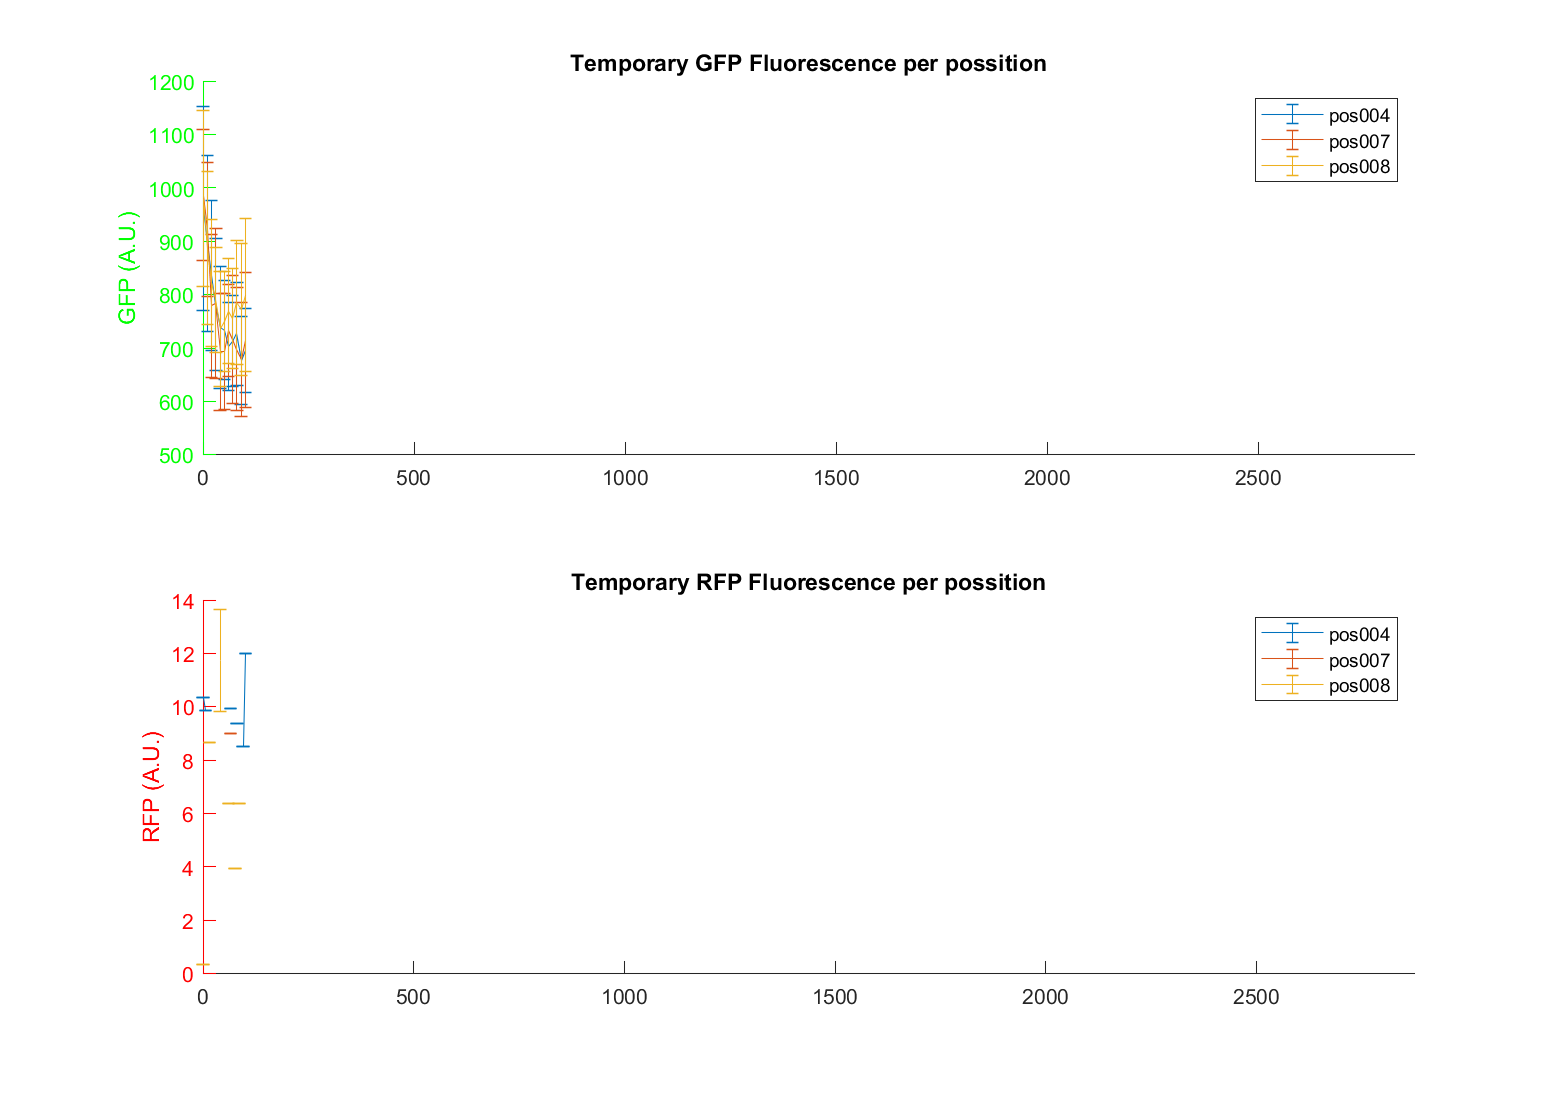 Temporary GFP Fluorescence per possition
1200
1100
1000
900
800
700
600
500
GFP (A.U.)
0 500 1000 1500 2000 2500
pos004
pos007
pos008
Temporary RFP Fluorescence per possition
14
12
10
8
6
4
2
0
RFP (A.U.)
0 500 1000 1500 2000 2500
pos004
pos007
pos008